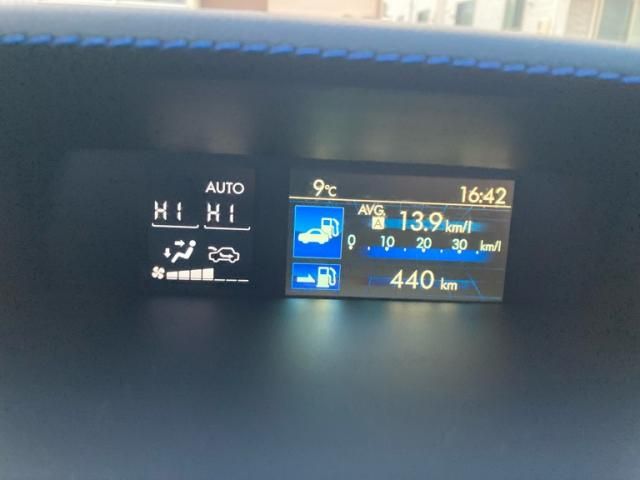 AUTO
HI HI
9°C 16:42
AVG.
A 13.9 km/l
0 10 20 30 km/l
440 km